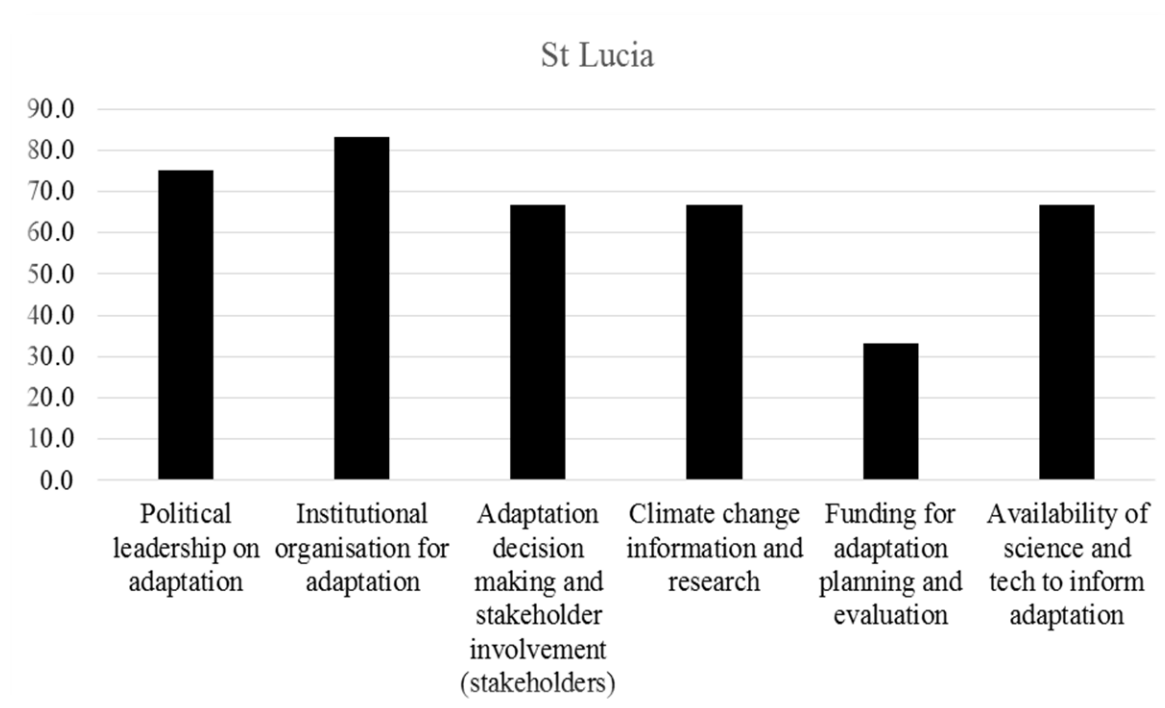 St Lucia
90.0
80.0
70.0
60.0
50.0
40.0
30.0
20.0
10.0
0.0
Political
leadership on
adaptation
Institutional
organisation for
adaptation
Adaptation
decision
making and
stakeholder
involvement
(stakeholders)
Climate change
information and
research
Funding for
adaptation
planning and
evaluation
Availability of
science and
tech to inform
adaptation